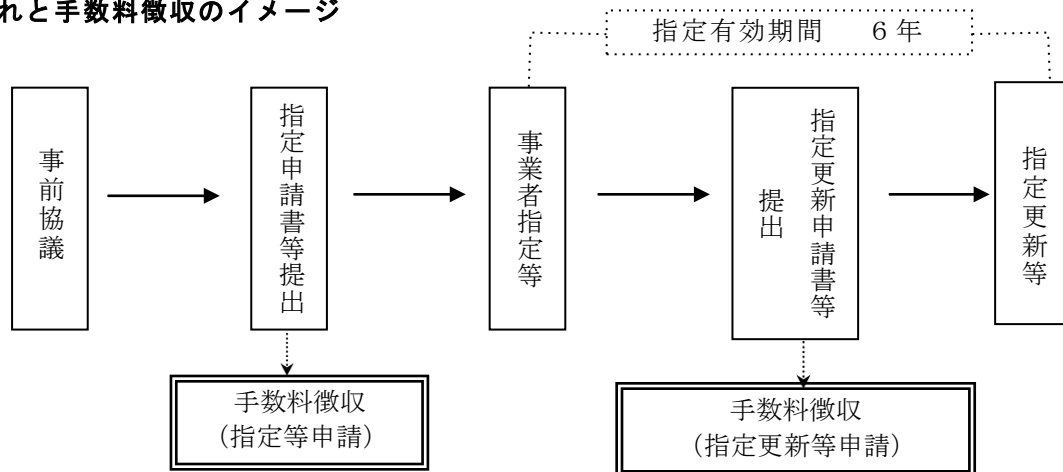 れと手数料徴収のイメージ
指定有効期間　６年
事前協議
指定申請書等提出
事業者指定等
指定更新申請書等
提出
指定更新等
手数料徴収
（指定等申請）
手数料徴収
（指定更新等申請）